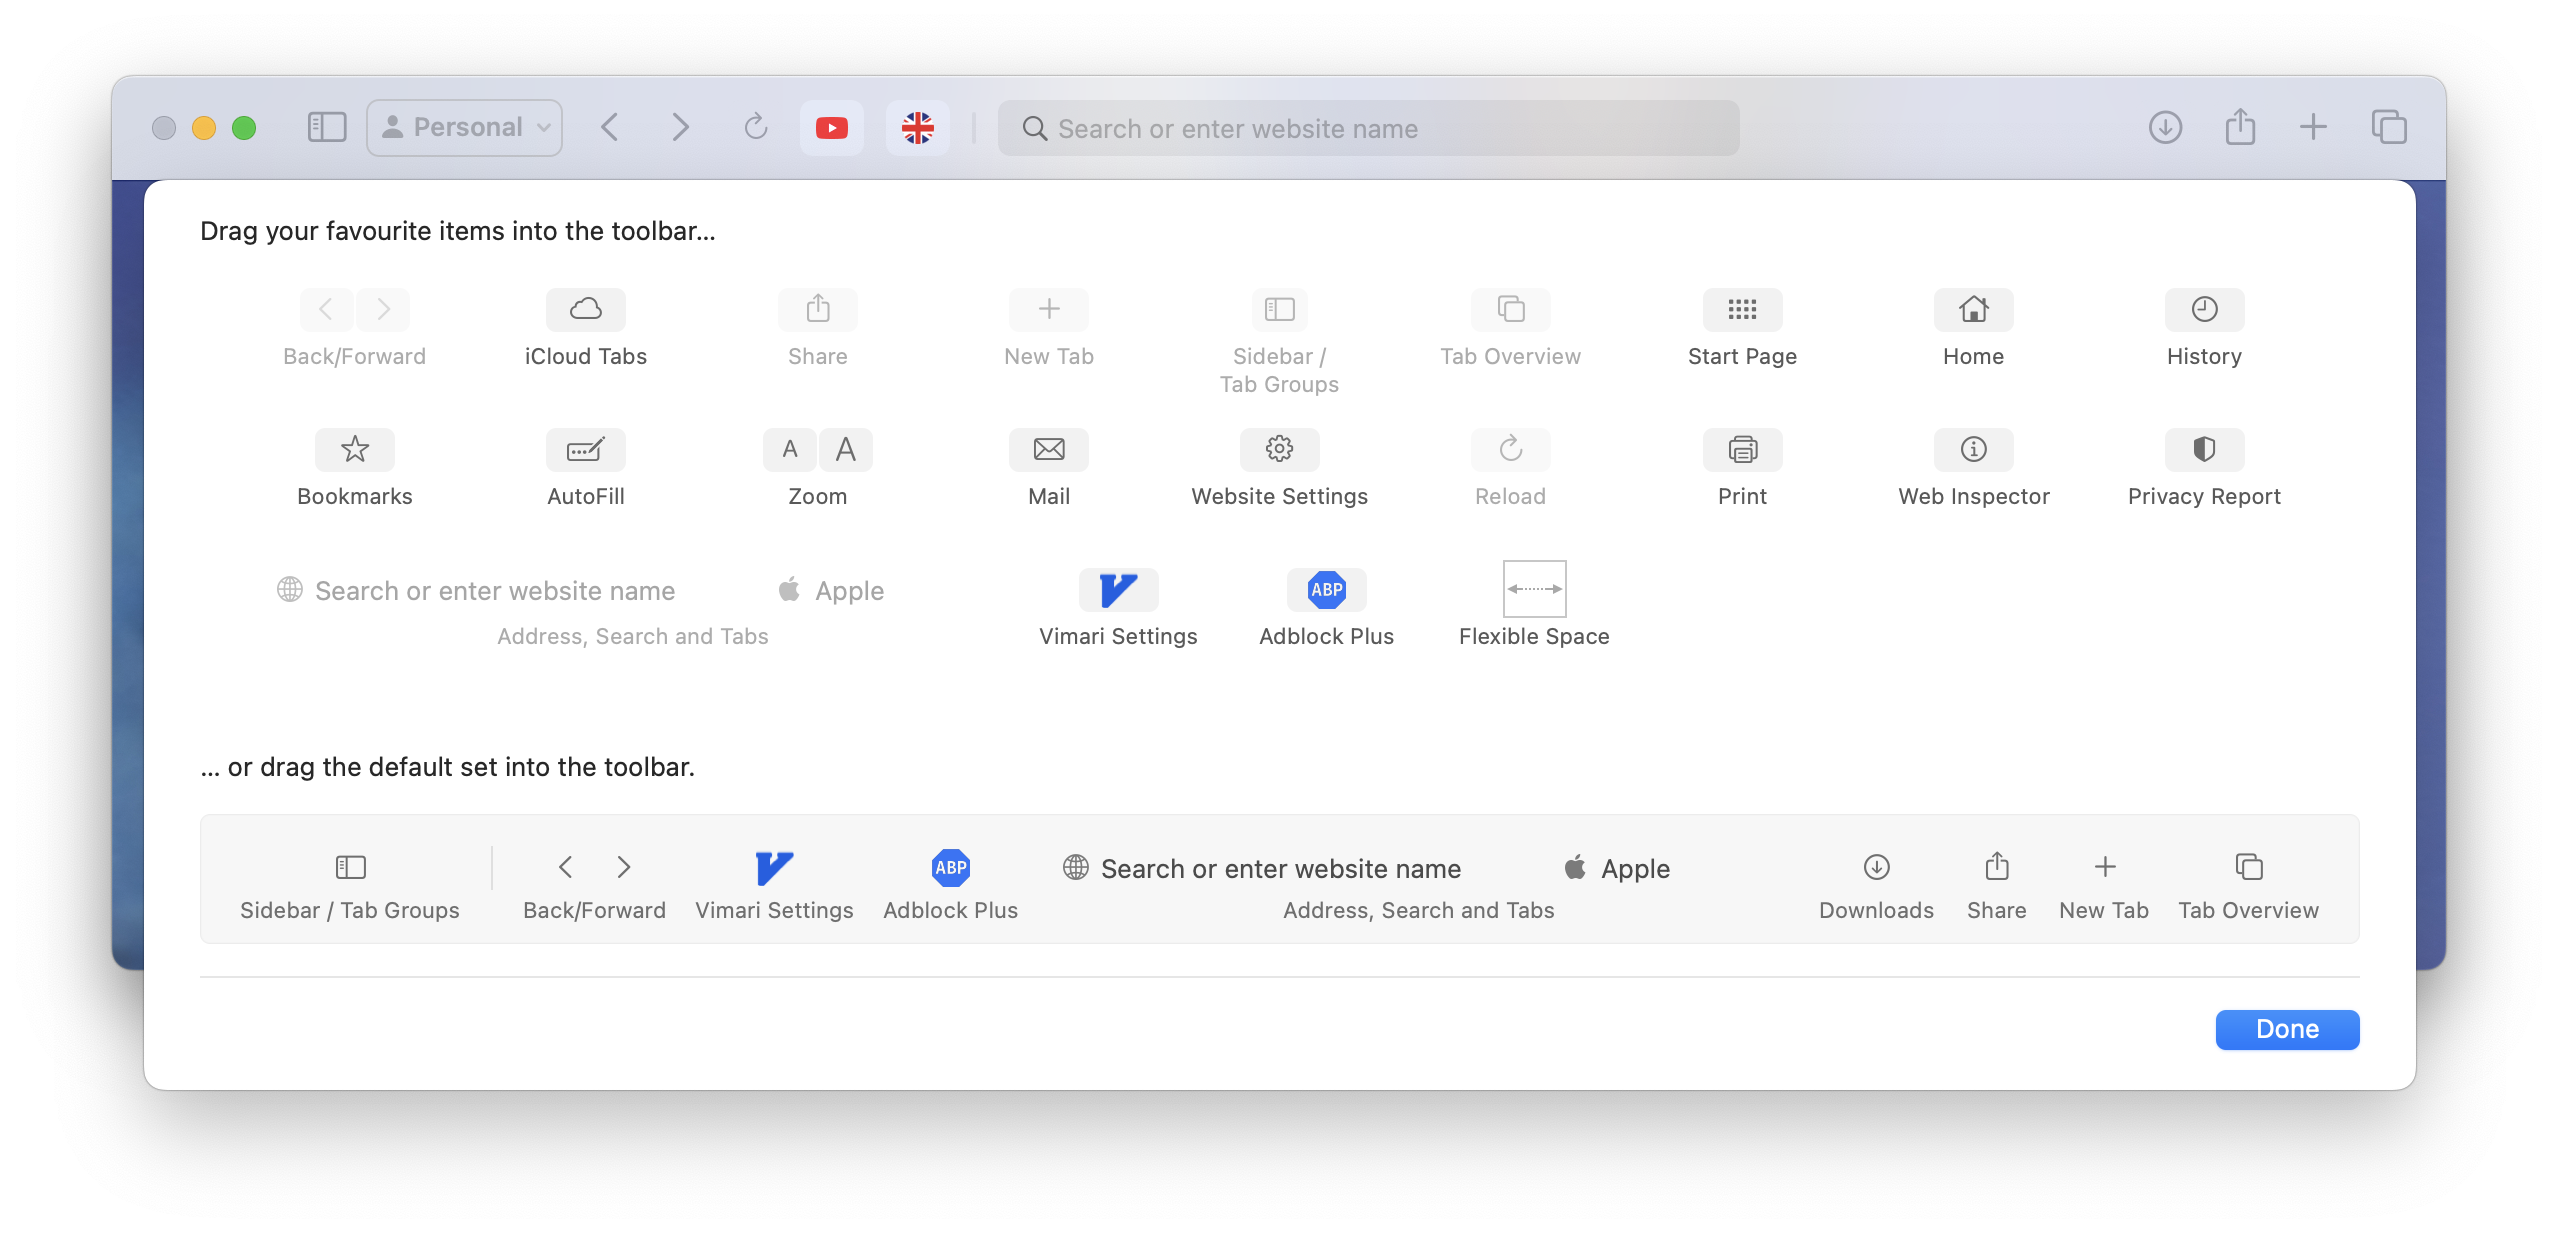 Personal
Search or enter website name
Drag your favourite items into the toolbar...
Back/Forward
iCloud Tabs
Share
New Tab
Sidebar /
Tab Groups
Tab Overview
Start Page
Home
History
A A
Bookmarks
AutoFill
Zoom
Mail
Website Settings
Reload
Print
Web Inspector
Privacy Report
Search or enter website name
Apple
ABP
Address, Search and Tabs
Vimari Settings
Adblock Plus
Flexible Space
... or drag the default set into the toolbar.
ABP
Search or enter website name
Apple
Sidebar / Tab Groups
Back/Forward
Vimari Settings
Adblock Plus
Address, Search and Tabs
Downloads
Share
New Tab
Tab Overview
Done